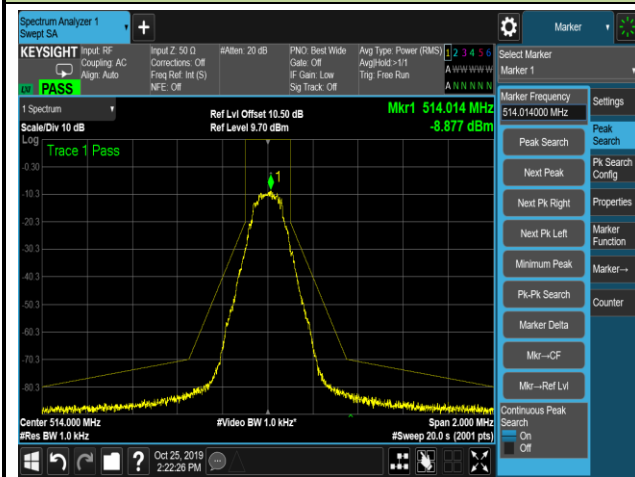 Spectrum Analyzer 1
Swept SA
+
Marker
KEYSIGHT
Input: RF
Coupling: AC
Align: Auto
Input Z: 50 Ω
Corrections: Off
Freq Ref: Int (S)
NFE: Off
#Atten: 20 dB
PNO: Best Wide
Gate: Off
IF Gain: Low
Sig Track: Off
Avg Type: Power (RMS)
Avg|Hold >1/1
Trig: Free Run
1 2 3 4 5 6
A W W W W W
A N N N N N
LXI
PASS
1 Spectrum
Scale/Div 10 dB
Ref Lvl Offset 10.50 dB
Ref Level 9.70 dBm
Mkr1 514.014 MHz
-8.877 dBm
Log
Trace 1 Pass
1
-0.30
-10.3
-20.3
-30.3
-40.3
-50.3
-60.3
-70.3
-80.3
Center 514.000 MHz
#Res BW 1.0 kHz
#Video BW 1.0 kHz*
Span 2.000 MHz
#Sweep 20.0 s (2001 pts)
Select Marker
Marker 1
Marker Frequency
514.014000 MHz
Peak Search
Next Peak
Next Pk Right
Next Pk Left
Minimum Peak
Pk-Pk Search
Marker Delta
Mkr→CF
Mkr→Ref Lvl
Continuous Peak
Search
On
Off
Settings
Peak
Search
Pk Search
Config
Properties
Marker
Function
Marker→
Counter
?
Oct 25, 2019
2:22:26 PM